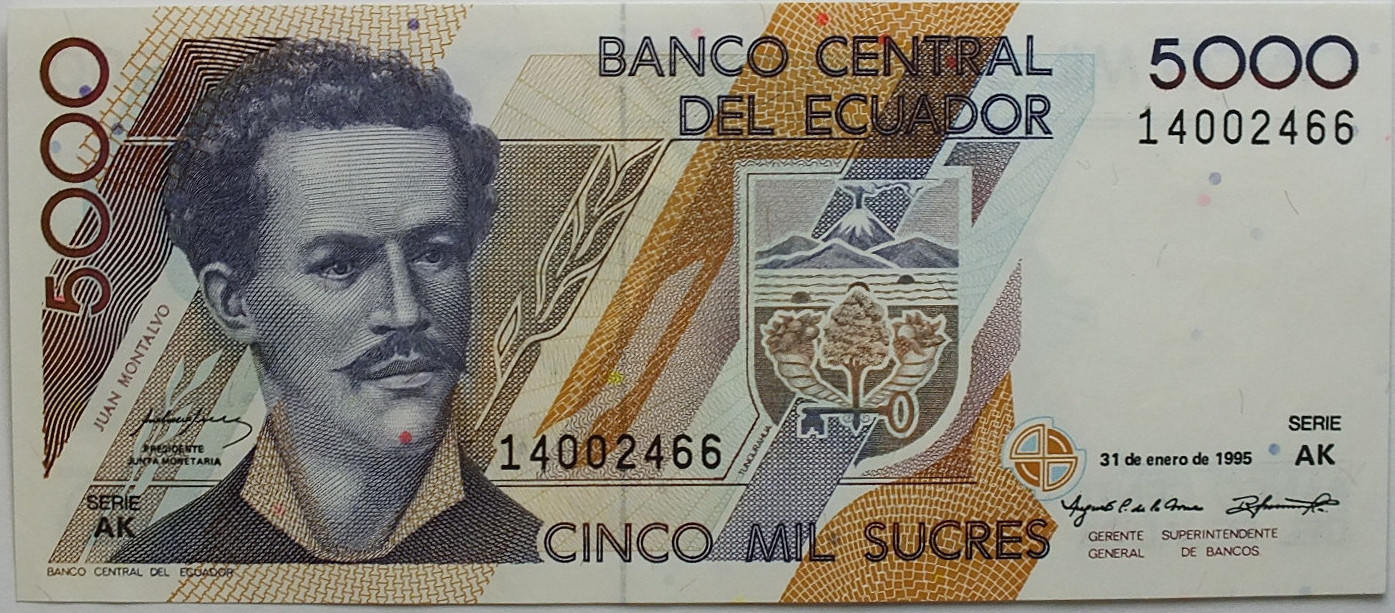 5000
BANCO CENTRAL
DEL ECUADOR
5000
14002466
JUAN MONTALVO
PRESIDENTE
JUNTA MONETARIA
SERIE
AK
BANCO CENTRAL DEL ECUADOR
14002466
TUNGURAHUA
CINCO MIL SUCRES
SERIE
AK
31 de enero de 1995
GERENTE SUPERINTENDENTE
GENERAL DE BANCOS